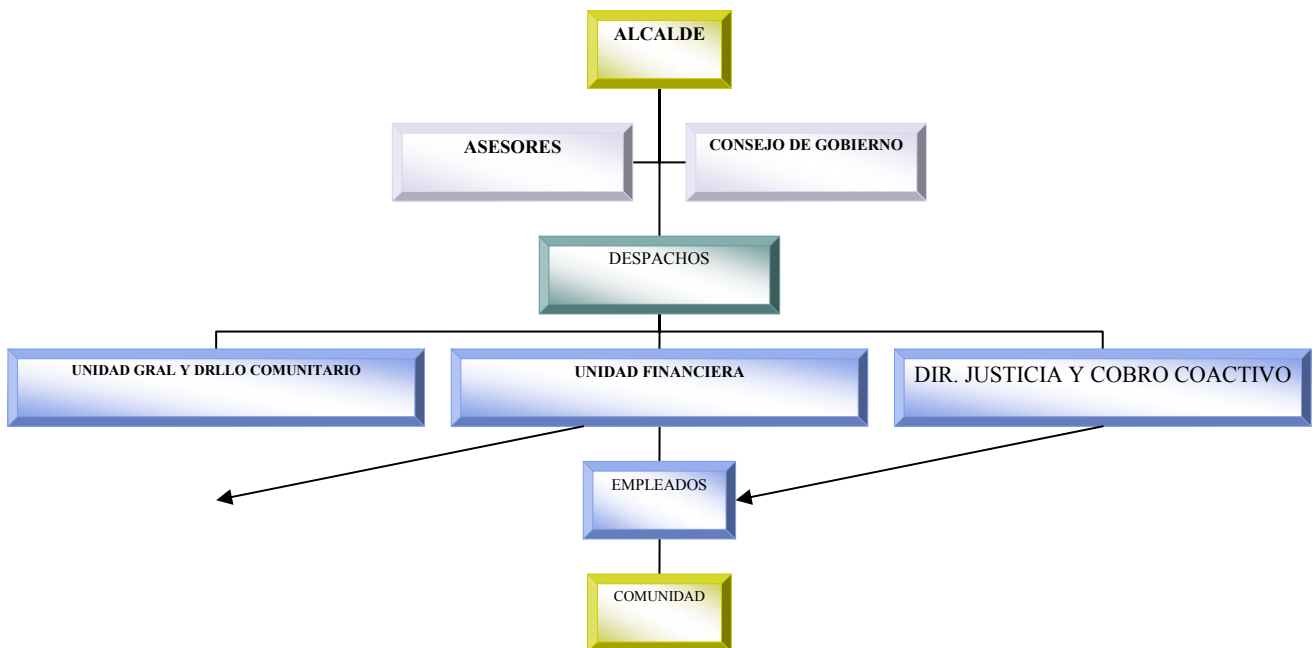 ALCALDE
ASESORES
CONSEJO DE GOBIERNO
DESPACHOS
UNIDAD GRAL Y DRLLO COMUNITARIO
UNIDAD FINANCIERA
DIR. JUSTICIA Y COBRO COACTIVO
EMPLEADOS
COMUNIDAD